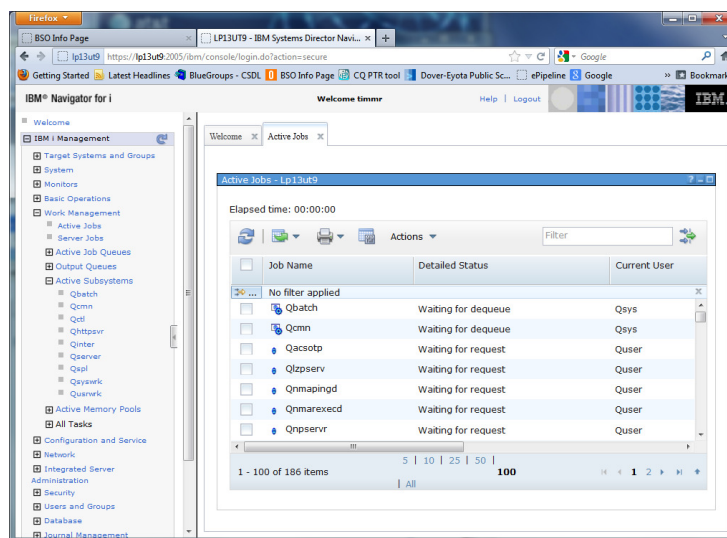 Firefox
BSO Info Page
LP13UT9 - IBM Systems Director Navi...
lp13ut9 https://lp13ut9:2005/ibm/console/login.do?action=secure
Google
Getting Started
Latest Headlines
BlueGroups - CSDL
BSO Info Page
CQ PTR tool
Dover-Eyota Public Sc...
ePipeline
Google
»
Bookmark
IBM® Navigator for i
Welcome timmr
Help | Logout
IBM
Welcome
IBM i Management
Target Systems and Groups
System
Monitors
Basic Operations
Work Management
Active Jobs
Server Jobs
Active Job Queues
Output Queues
Active Subsystems
Qbatch
Qcmn
Qctl
Qhttpsvr
Qinter
Qserver
Qspl
Qsyswrk
Qusrwrk
Active Memory Pools
All Tasks
Configuration and Service
Network
Integrated Server
Administration
Security
Users and Groups
Database
Journal Management
Welcome
Active Jobs
Active Jobs - Lp13ut9
Elapsed time: 00:00:00
Actions
Filter
Job Name Detailed Status Current User
... No filter applied
Qbatch Waiting for dequeue Qsys
Qcmn Waiting for dequeue Qsys
Qacsotp Waiting for request Quser
Qlzpserv Waiting for request Quser
Qnmapingd Waiting for request Quser
Qnmarexecd Waiting for request Quser
Qnpservr Waiting for request Quser
5 | 10 | 25 | 50 |
1 - 100 of 186 items 100 1 2
| All